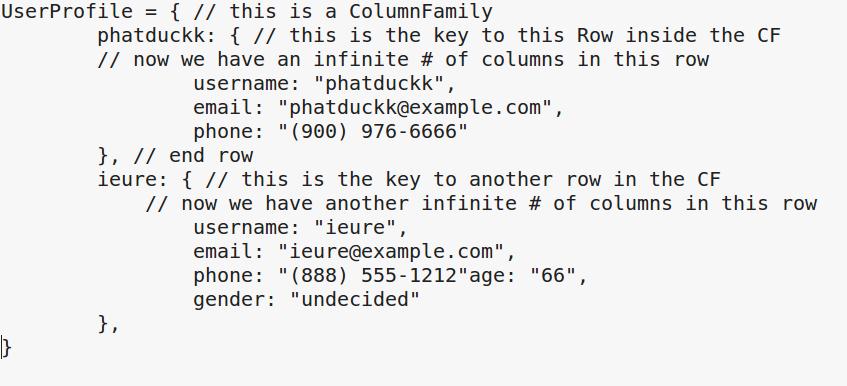 UserProfile = { // this is a ColumnFamily
        phatduckk: { // this is the key to this Row inside the CF
        // now we have an infinite # of columns in this row
                username: "phatduckk",
                email: "phatduckk@example.com",
                phone: "(900) 976-6666"
        }, // end row
        ieure: { // this is the key to another row in the CF
            // now we have another infinite # of columns in this row
                username: "ieure",
                email: "ieure@example.com",
                phone: "(888) 555-1212"age: "66",
                gender: "undecided"
        },
}